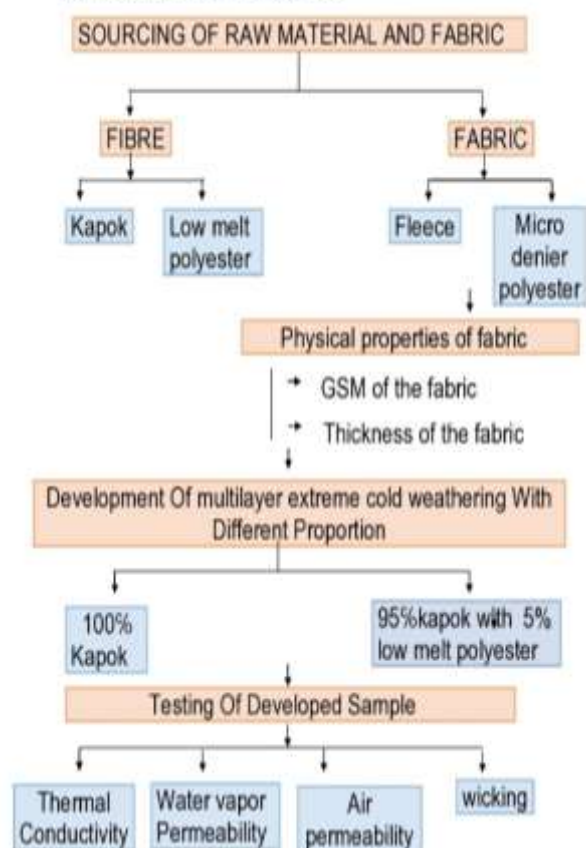 SOURCING OF RAW MATERIAL AND FABRIC
FIBRE
FABRIC
Kapok
Low melt
polyester
Fleece
Micro
denier
polyester
Physical properties of fabric
GSM of the fabric
Thickness of the fabric
Development Of multilayer extreme cold weathering With
Different Proportion
100%
Kapok
95%kapok with 5%
low melt polyester
Testing Of Developed Sample
Thermal
Conductivity
Water vapor
Permeability
Air
permeability
wicking